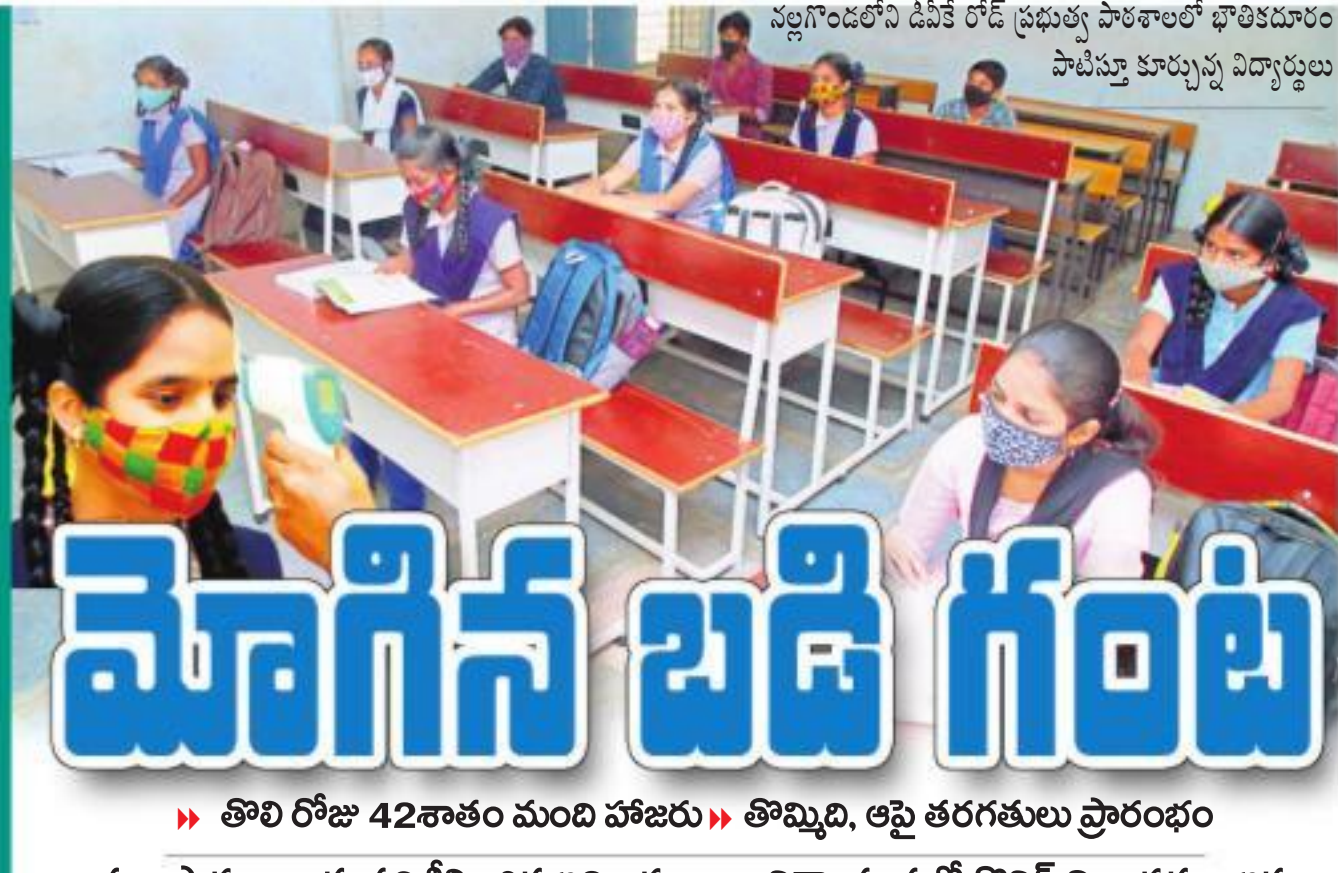 నల్లగొండలోని డీవీకే రోడ్ ప్రభుత్వ పాఠశాలలో భౌతికదూరం
పాటిస్తూ కూర్చున్న విద్యార్థులు
మోగిన బడి గంట
తొలి రోజు 42శాతం మంది హాజరు తొమ్మిది, ఆపై తరగతులు ప్రారంభం